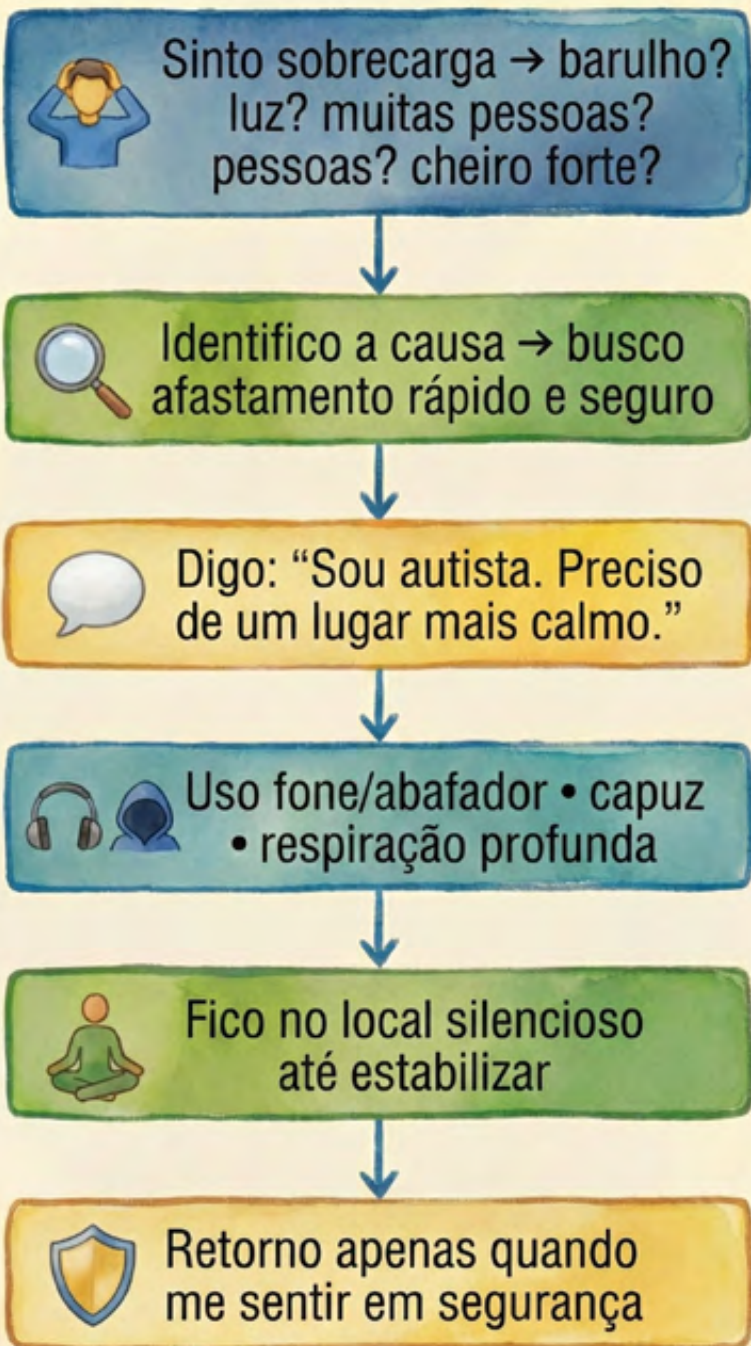 Sinto sobrecarga → barulho?
luz? muitas pessoas?
pessoas? cheiro forte?
Identifico a causa → busco
afastamento rápido e seguro
Digo: “Sou autista. Preciso
de um lugar mais calmo.”
Uso fone/abafador • capuz
• respiração profunda
Fico no local silencioso
até estabilizar
Retorno apenas quando
me sentir em segurança